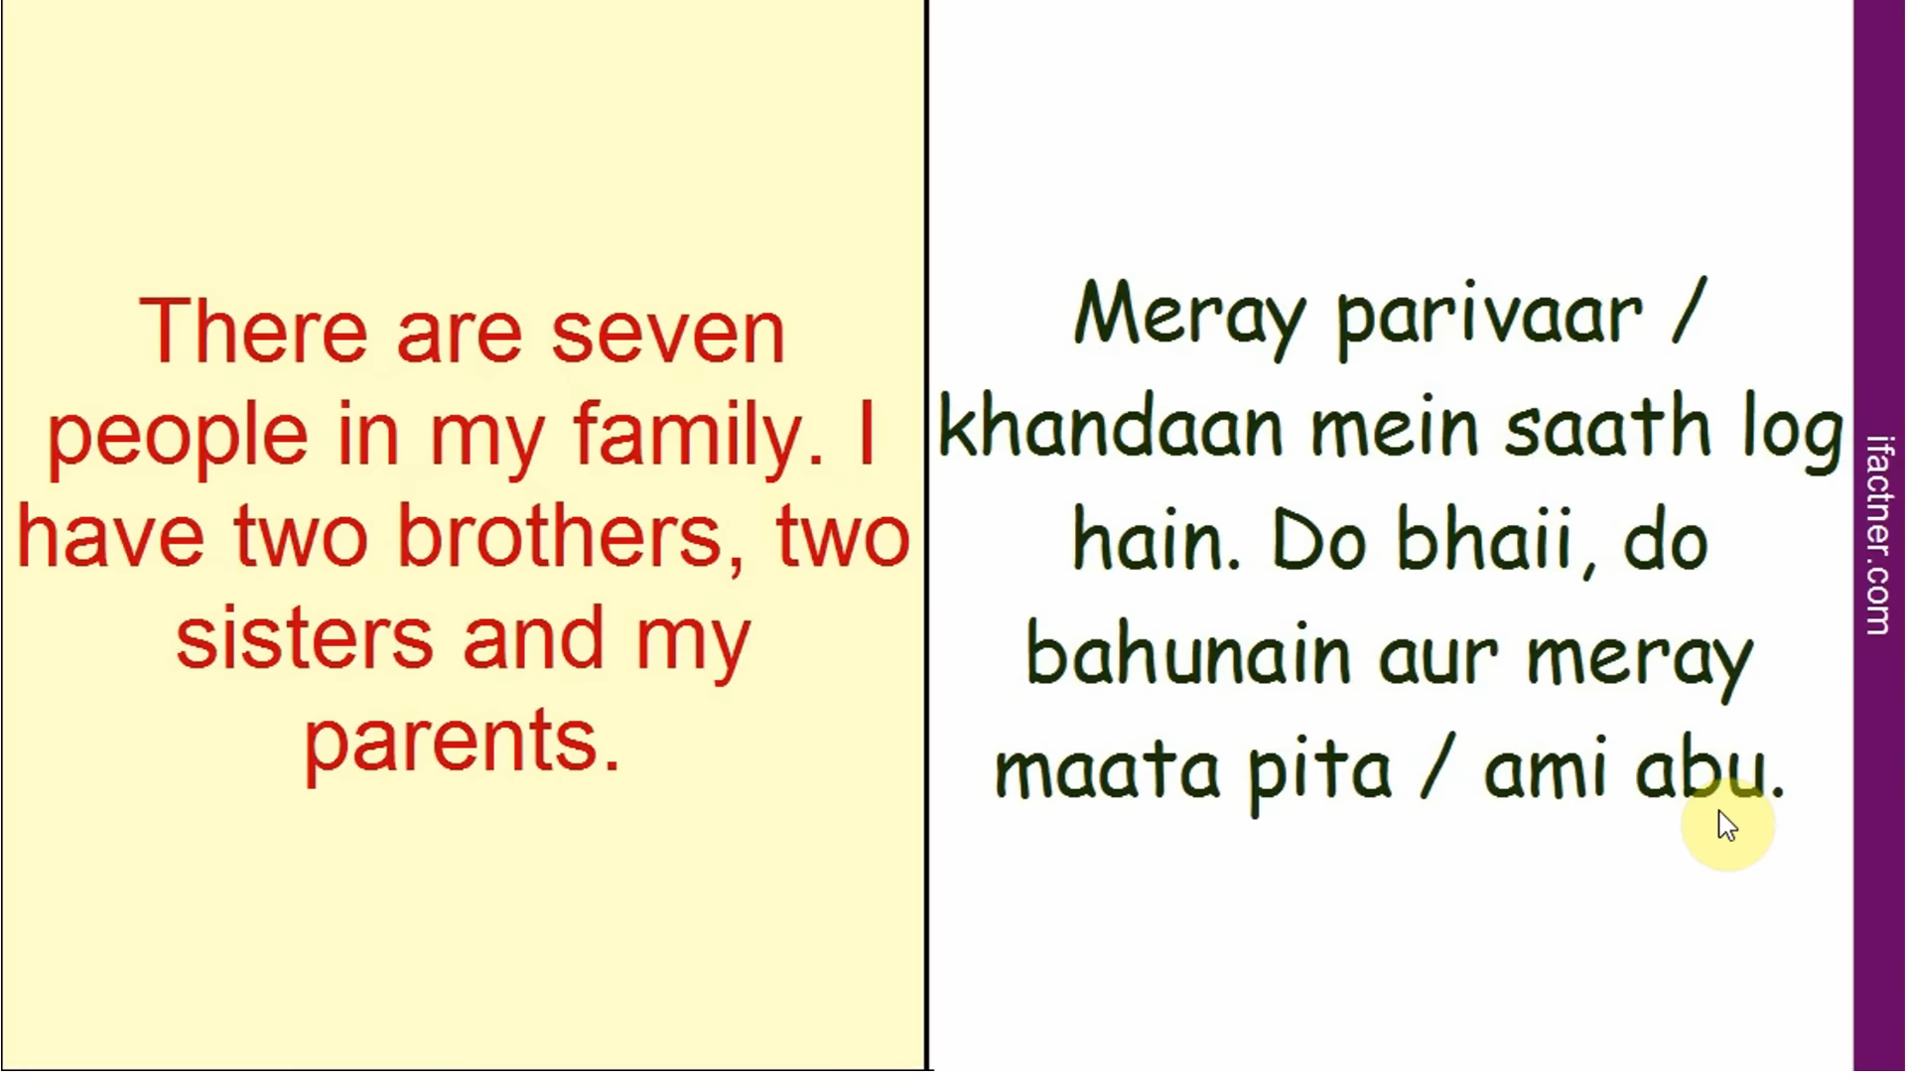 There are seven
people in my family. I
have two brothers, two
sisters and my
parents.
Meray parivaar /
khandaan mein saath log
hain. Do bhaii, do
bahunain aur meray
maata pita / ami abu.
ifactner.com